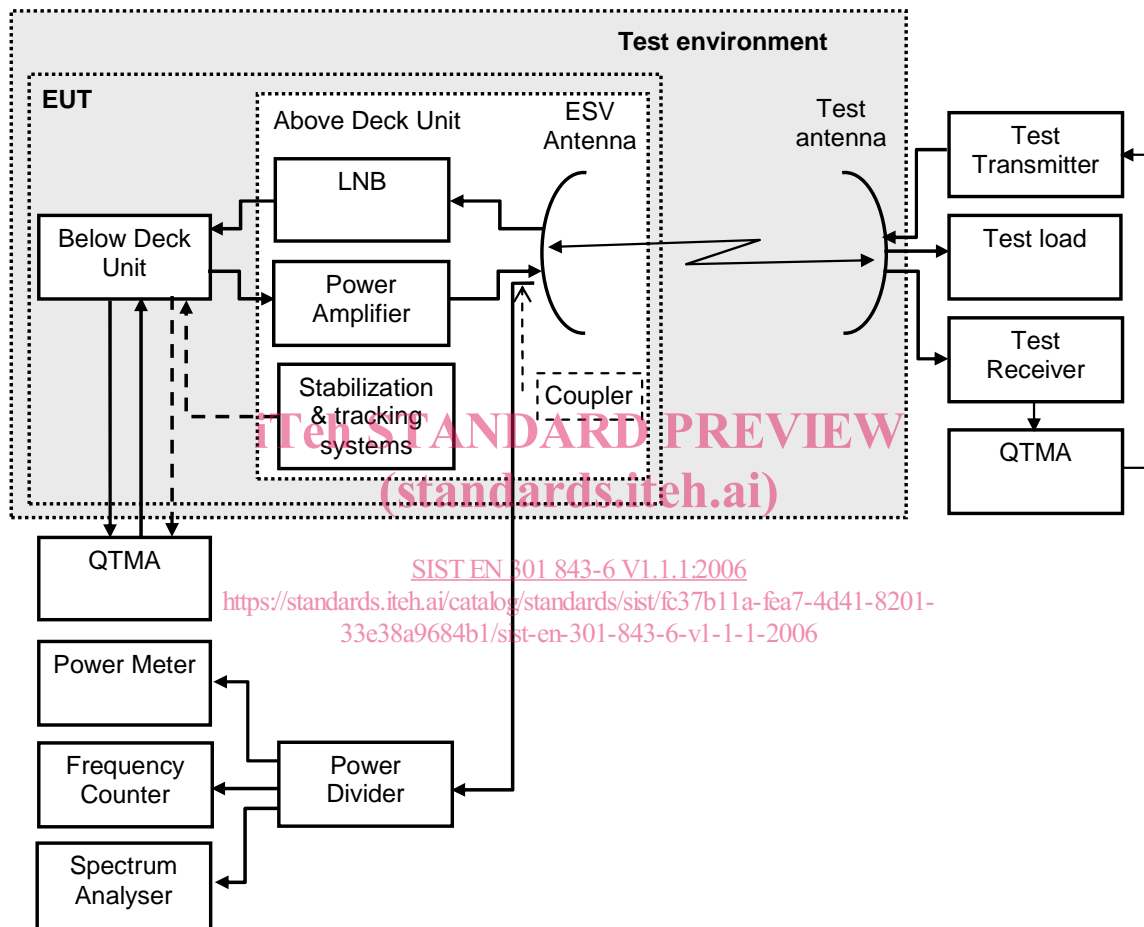 Test environment
EUT
Above Deck Unit
ESV
Antenna
Test
antenna
Test
Transmitter
LNB
Below Deck
Unit
Test load
Power
Amplifier
Test
Receiver
Stabilization
& tracking
systems
Coupler
iTeh STANDARD PREVIEW
(standards.iteh.ai)
QTMA
QTMA
SIST EN 301 843-6 V1.1.1:2006
https://standards.iteh.ai/catalog/standards/sist/fc37b11a-fea7-4d41-8201-
33e38a9684b1/sist-en-301-843-6-v1-1-1-2006
Power Meter
Frequency
Counter
Power
Divider
Spectrum
Analyser